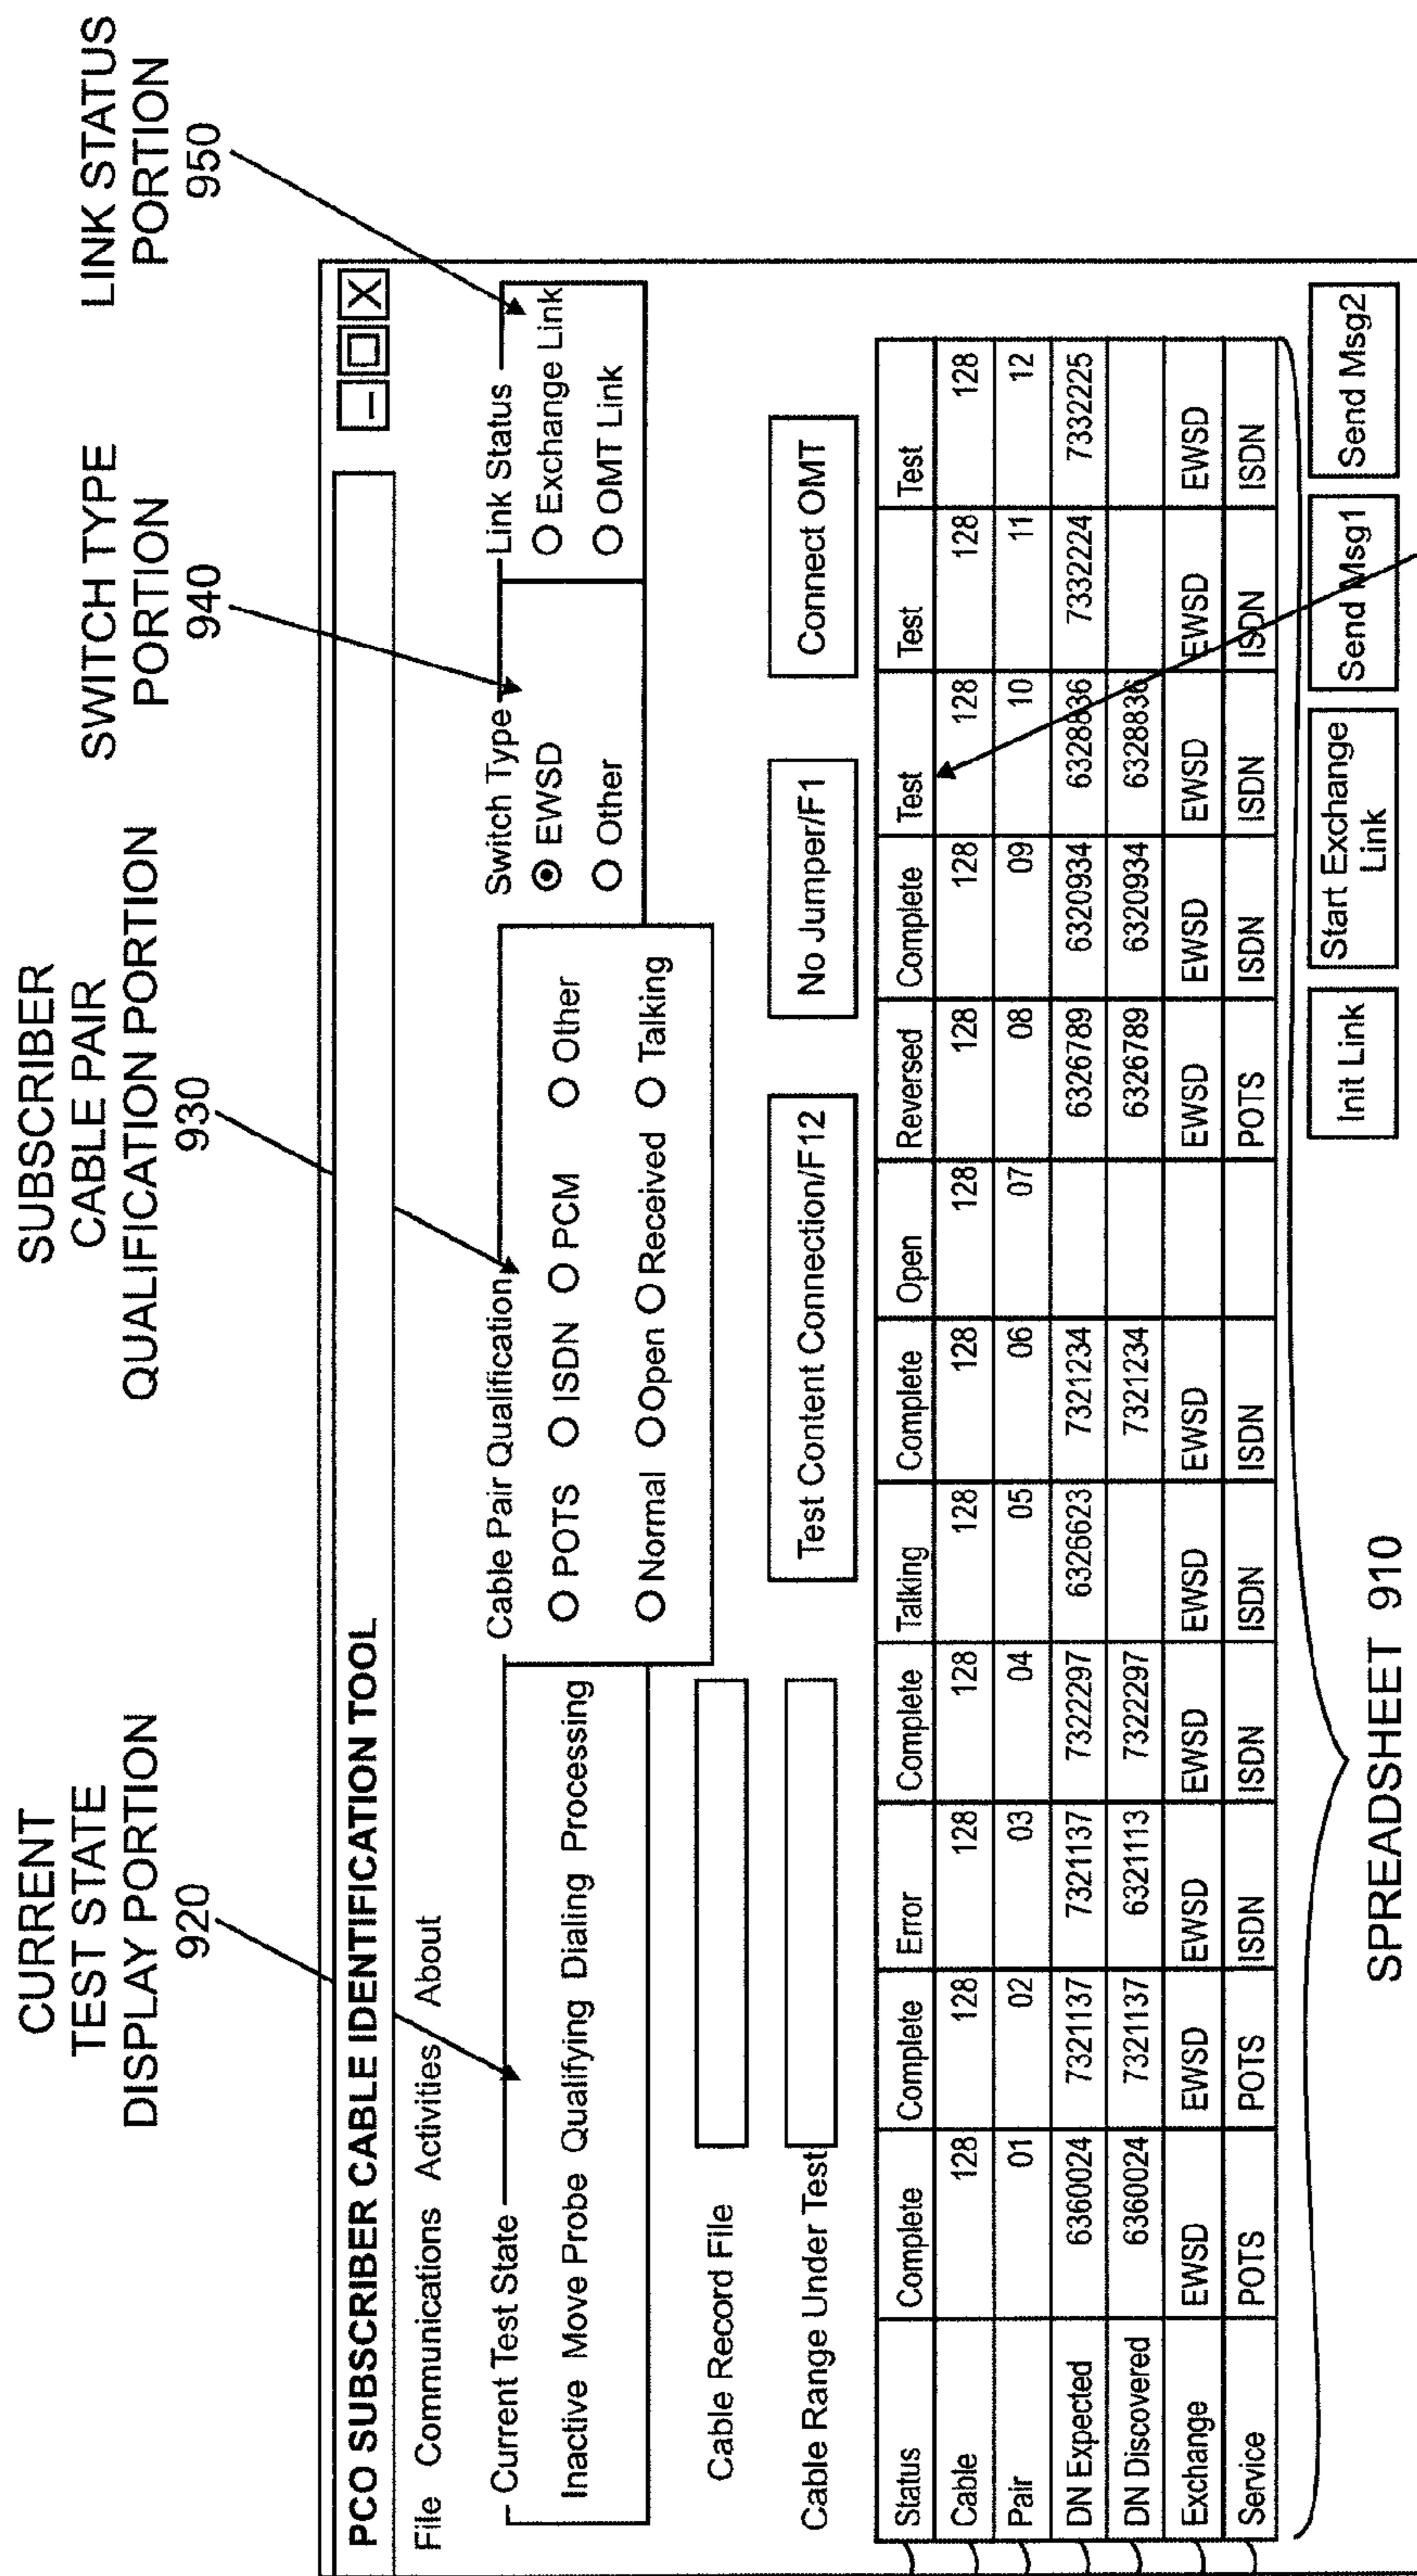 CURRENT
TEST STATE
DISPLAY PORTION
920
SUBSCRIBER
CABLE PAIR
QUALIFICATION PORTION
930
SWITCH TYPE
PORTION
940
LINK STATUS
PORTION
950
PCO SUBSCRIBER CABLE IDENTIFICATION TOOL
File Communications Activities About
Current Test State
Inactive Move Probe Qualifying Dialing Processing
Cable Pair Qualification
POTS ISDN PCM Other
Normal Open Received Talking
Switch Type
EWSD
Other
Link Status
Exchange Link
OMT Link
Cable Record File
Cable Range Under Test
Test Content Connection/F12 No Jumper/F1 Connect OMT
Status Complete Complete Error Complete Talking Complete Open Reversed Complete Test Test Test
Cable 128 128 128 128 128 128 128 128 128 128 128 128
Pair 01 02 03 04 05 06 07 08 09 10 11 12
DN Expected 6360024 7321137 7321137 7322297 6326623 7321234 6326789 6320934 6328836 7332224 7332225
DN Discovered 6360024 7321137 6321113 7322297 7321234 6326789 6320934 6328836
Exchange EWSD EWSD EWSD EWSD EWSD EWSD EWSD EWSD EWSD EWSD EWSD
Service POTS POTS ISDN ISDN ISDN ISDN POTS ISDN ISDN ISDN ISDN
Init Link Start Exchange Link Send Msg1 Send Msg2
SPREADSHEET 910